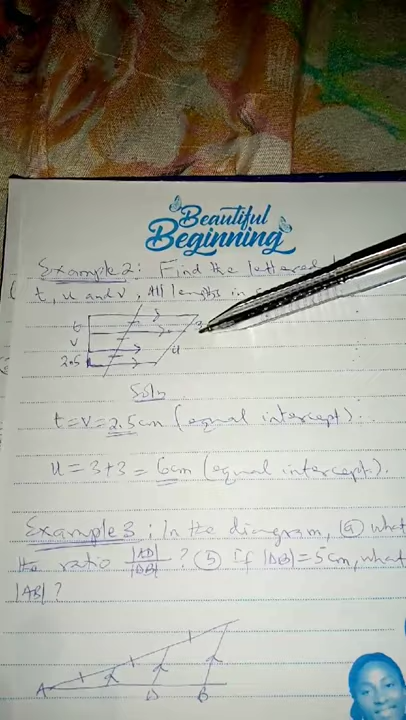 Beautiful
Beginning
Example 2: Find the lettered
t, u and v, All lengths in
t
s
3
v
u
2.5
Soln
t=v=2.5cm (equal intercept).
u = 3+3 = 6cm (equal intercept).
Example 3: In the diagram, (a) what
the ratio |AD|/|DB| ? (b) If |DB| = 5cm, what
|AB| ?
A D B